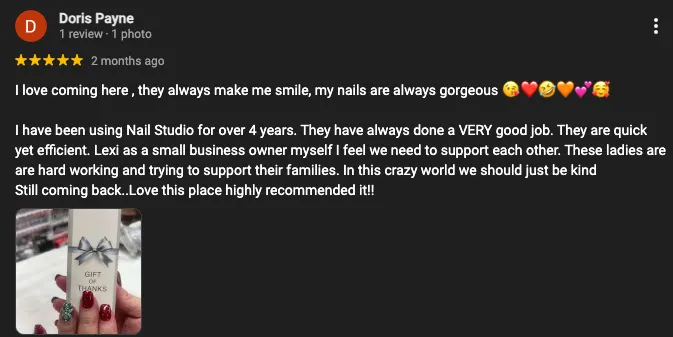 D
Doris Payne
1 review · 1 photo
2 months ago
I love coming here , they always make me smile, my nails are always gorgeous 😘❤️🤣🧡💕🥰
I have been using Nail Studio for over 4 years. They have always done a VERY good job. They are quick
yet efficient. Lexi as a small business owner myself I feel we need to support each other. These ladies are
are hard working and trying to support their families. In this crazy world we should just be kind
Still coming back..Love this place highly recommended it!!
GIFT
OF
THANKS